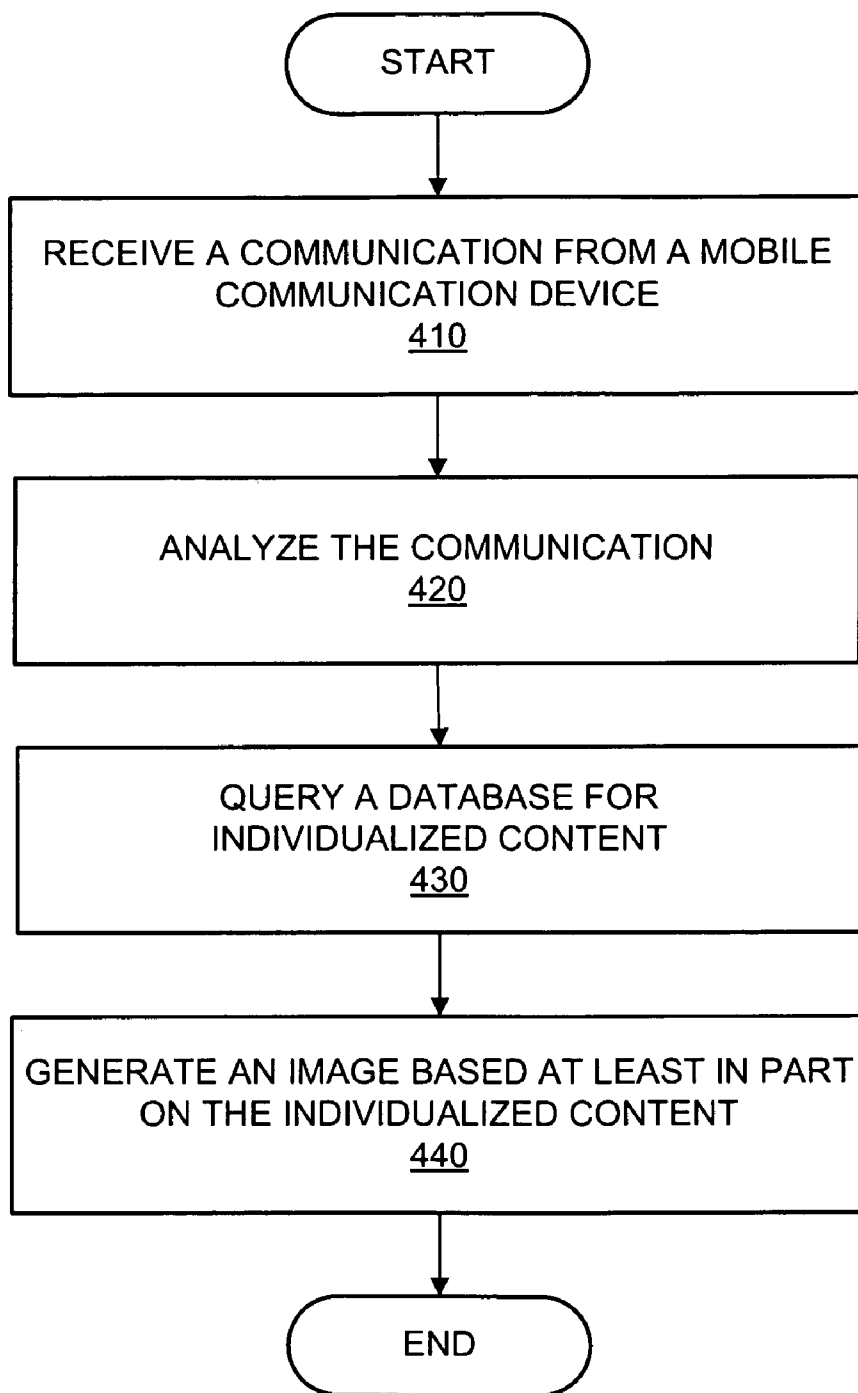 START
RECEIVE A COMMUNICATION FROM A MOBILE
COMMUNICATION DEVICE
410
ANALYZE THE COMMUNICATION
420
QUERY A DATABASE FOR
INDIVIDUALIZED CONTENT
430
GENERATE AN IMAGE BASED AT LEAST IN PART
ON THE INDIVIDUALIZED CONTENT
440
END